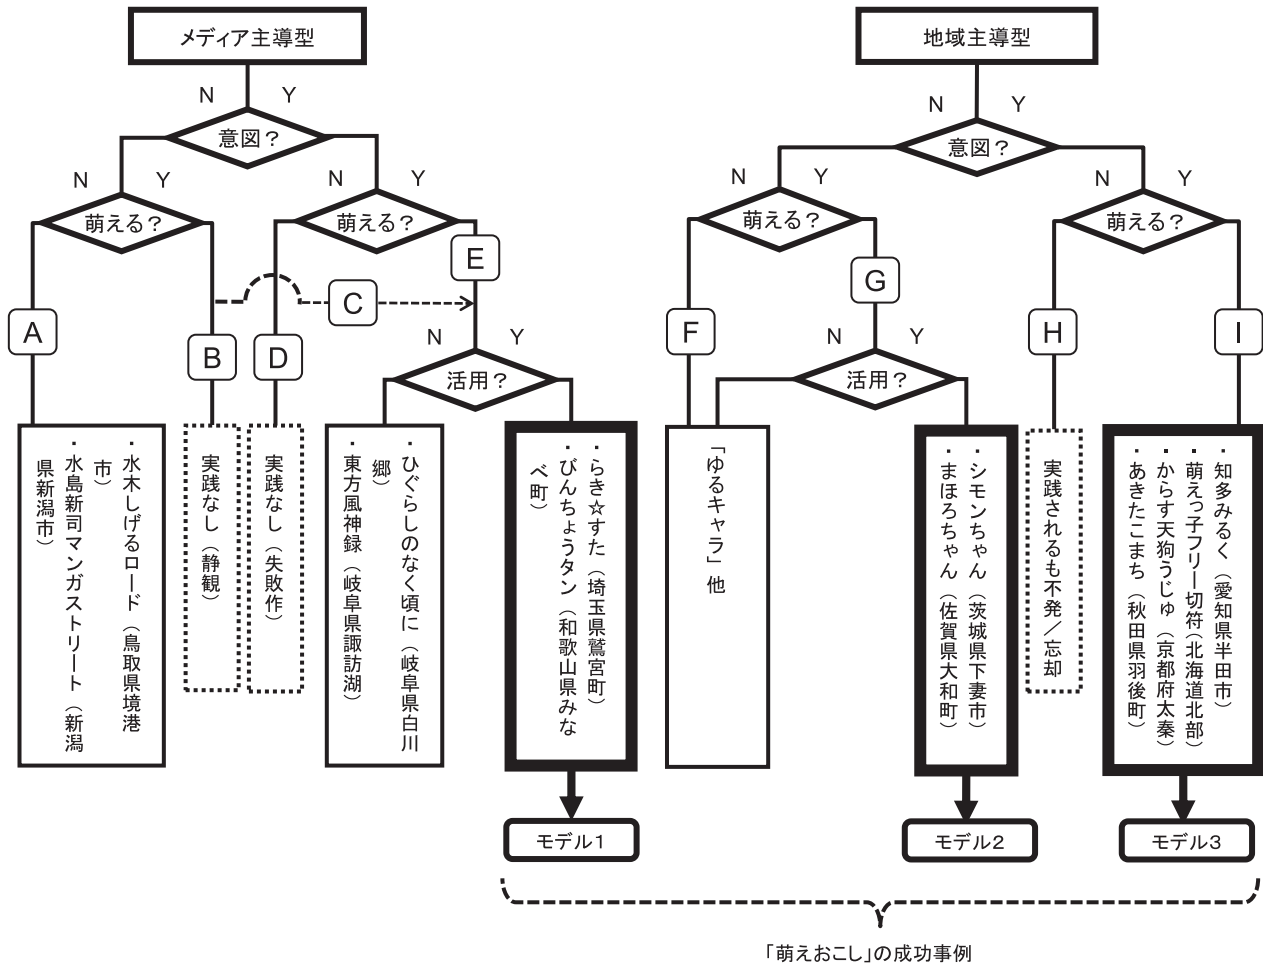 メディア主導型
地域主導型
N Y
意図？
N Y
意図？
N Y
萌える？
N Y
萌える？
N Y
萌える？
N Y
萌える？
A
B
C
D
E
F
G
H
I
N Y
活用？
N Y
活用？
・水木しげるロード（鳥取県境港
市）
・水島新司マンガストリート（新潟
県新潟市）
実践なし（静観）
実践なし（失敗作）
ひぐらしのなく頃に（岐阜県白川
郷）
・東方風神録（岐阜県諏訪湖）
・らき☆すた（埼玉県鷲宮町）
・びんちょうタン（和歌山県みな
べ町）
「ゆるキャラ」他
・シモンちゃん（茨城県下妻市）
・まほろちゃん（佐賀県大和町）
実践されるも不発／忘却
・知多みるく（愛知県半田市）
・萌えっ子フリー切符（北海道北部）
・からす天狗うじゅ（京都府太秦）
・あきたこまち（秋田県羽後町）
モデル１
モデル２
モデル３
「萌えおこし」の成功事例